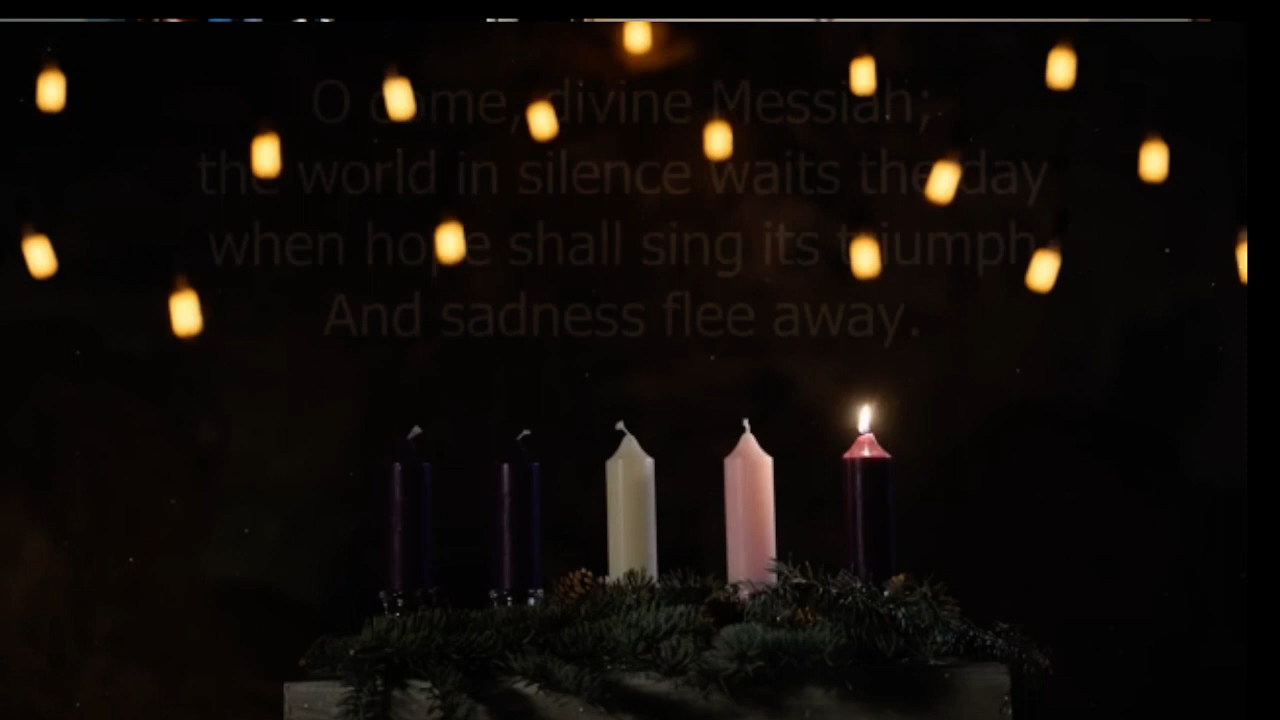 O come, divine Messiah;
the world in silence waits the day
when hope shall sing its triumph,
And sadness flee away.